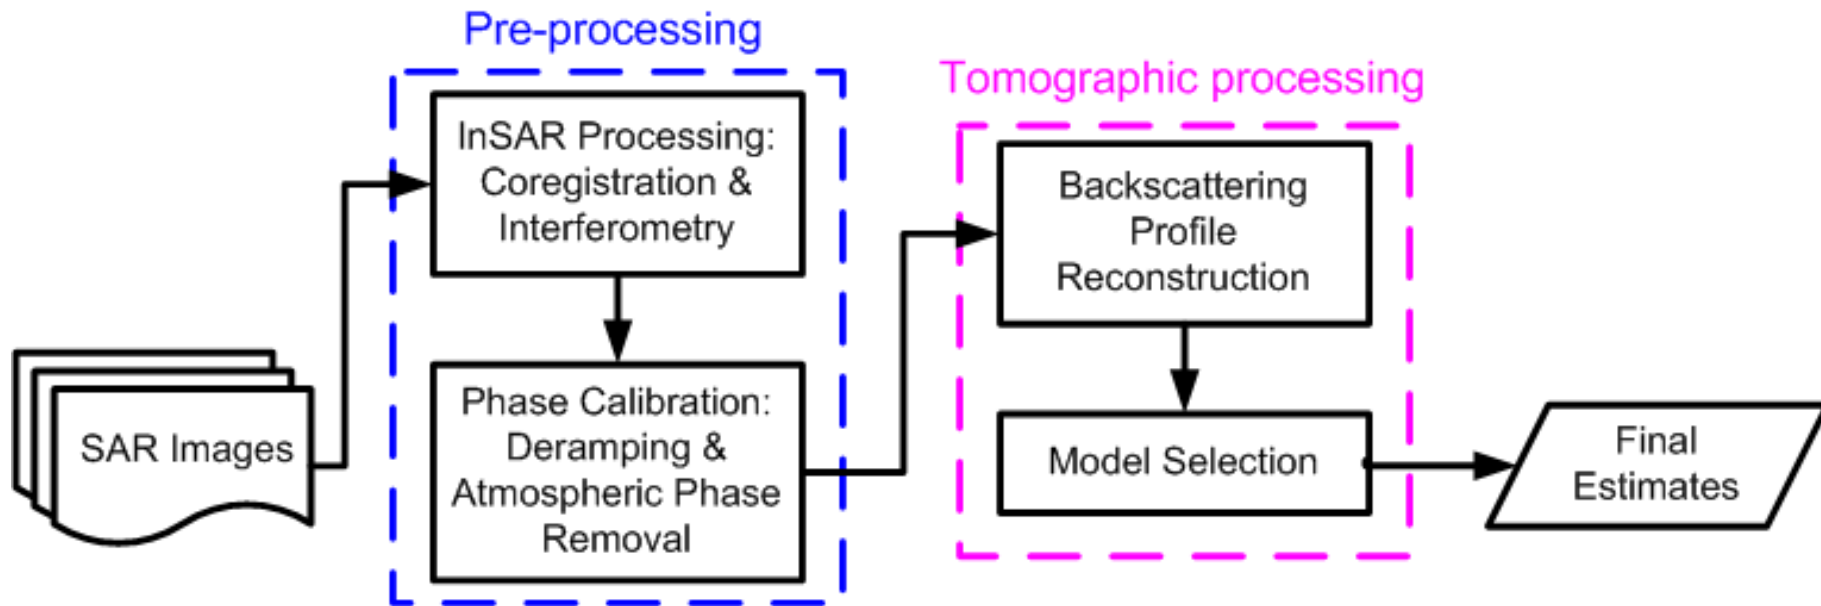 Pre-processing
Tomographic processing
InSAR Processing:
Coregistration &
Interferometry
Phase Calibration:
Deramping &
Atmospheric Phase
Removal
Backscattering
Profile
Reconstruction
Model Selection
SAR Images
Final
Estimates